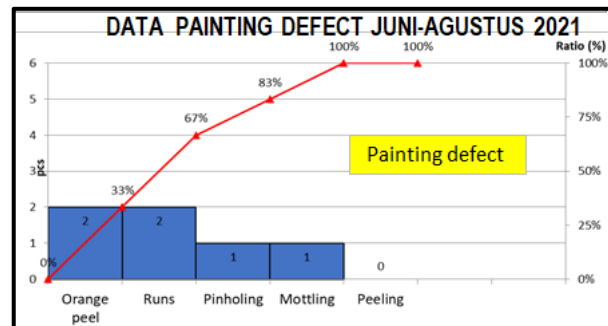 DATA PAINTING DEFECT JUNI-AGUSTUS 2021
Ratio (%)
100% 100%
6 100%
83%
5
67% 75%
4
Painting defect
pcs
3 50%
33%
2 2 2 25%
1 1 1
0% 0
0 0%
Orange peel Runs Pinholing Mottling Peeling